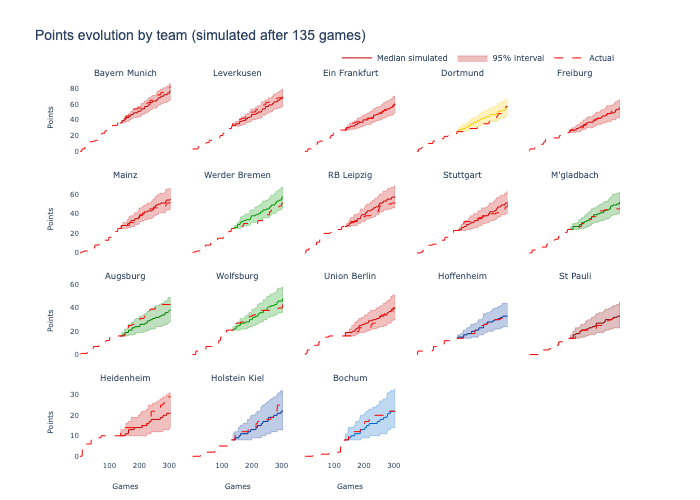 Points evolution by team (simulated after 135 games)
Median simulated 95% interval Actual
Bayern Munich Leverkusen Ein Frankfurt Dortmund Freiburg
80
60
40
20
0
Points
Mainz Werder Bremen RB Leipzig Stuttgart M'gladbach
60
40
20
0
Points
Augsburg Wolfsburg Union Berlin Hoffenheim St Pauli
60
40
20
0
Points
Heidenheim Holstein Kiel Bochum
30
20
10
0
Points
100 200 300 100 200 300 100 200 300
Games Games Games